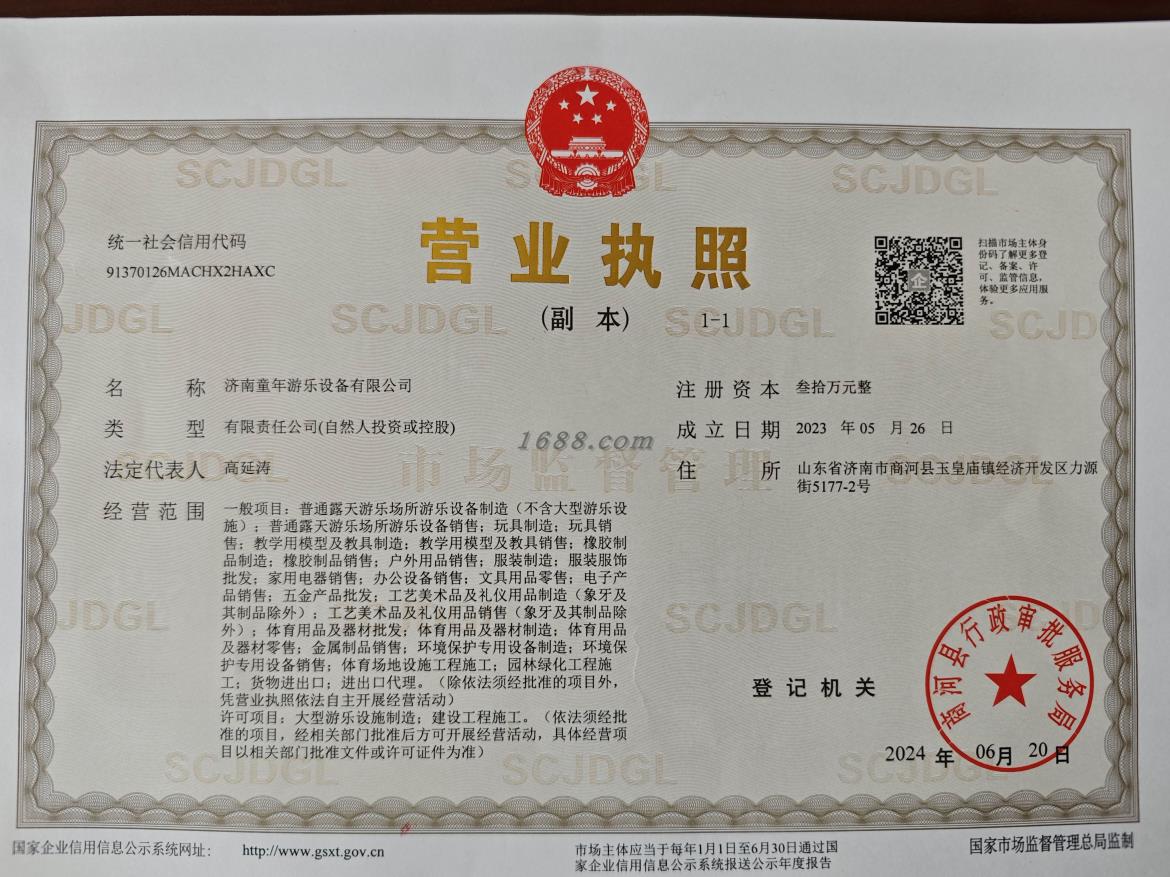 SCJDGL SCJDGL SCJDGL
营业执照
(副 本) 1-1
统一社会信用代码
91370126MACHX2HAXC
扫描市场主体身
份码了解更多登
记、备案、许
可、监管信息,
体验更多应用服
务。
企
JDGL SCJDGL SCJDGL SCJD
名 称 济南童年游乐设备有限公司
类 型 有限责任公司(自然人投资或控股)
法定代表人 高延涛
经营范围 一般项目:普通露天游乐场所游乐设备制造(不含大型游乐设
施);普通露天游乐场所游乐设备销售;玩具制造;玩具销
售;教学用模型及教具制造;教学用模型及教具销售;橡胶制
品制造;橡胶制品销售;户外用品销售;服装制造;服装服饰
批发;家用电器销售;办公设备销售;文具用品零售;电子产
品销售;五金产品批发;工艺美术品及礼仪用品制造(象牙及
其制品除外);工艺美术品及礼仪用品销售(象牙及其制品除
外);体育用品及器材批发;体育用品及器材制造;体育用品
及器材零售;金属制品销售;环境保护专用设备制造;环境保
护专用设备销售;体育场地设施工程施工;园林绿化工程施
工;货物进出口;进出口代理。(除依法须经批准的项目外,
凭营业执照依法自主开展经营活动)
许可项目:大型游乐设施制造;建设工程施工。(依法须经批
准的项目,经相关部门批准后方可开展经营活动,具体经营项
目以相关部门批准文件或许可证件为准)
注册资本 叁拾万元整
成立日期 2023 年 05 月 26 日
住 所 山东省济南市商河县玉皇庙镇经济开发区力源
街5177-2号
1688.com
市场监督管理
JDGL SCJDGL
登记机关
商河县行政审批服务局
2024 年 06月 20日
SCJDGL SCJDGL SCJDGL
国家企业信用信息公示系统网址: http://www.gsxt.gov.cn
市场主体应当于每年1月1日至6月30日通过国
家企业信用信息公示系统报送公示年度报告
国家市场监督管理总局监制